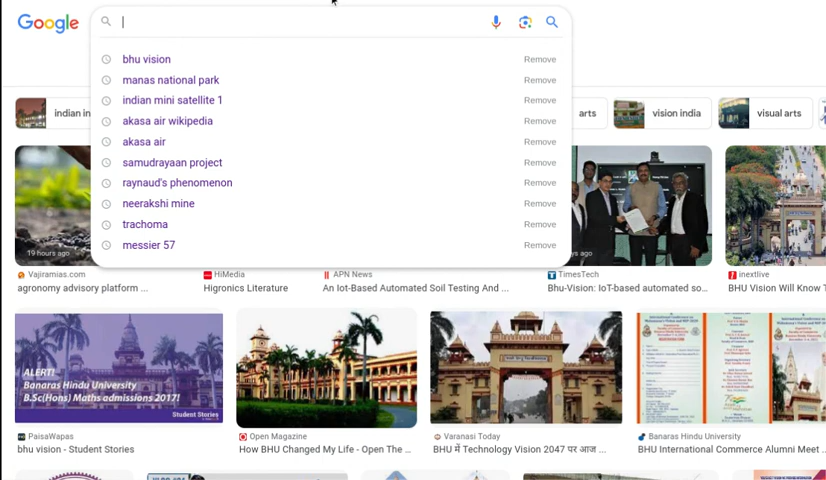 Google
bhu vision Remove
manas national park Remove
indian mini satellite 1 Remove
akasa air wikipedia Remove
akasa air Remove
samudrayaan project Remove
raynaud's phenomenon Remove
neerakshi mine Remove
trachoma Remove
messier 57 Remove
indian in
arts
vision india
visual arts
19 hours ago
ys ago
Vajiramias.com
agronomy advisory platform ...
HiMedia
Higronics Literature
APN News
An Iot-Based Automated Soil Testing And ...
TimesTech
Bhu-Vision: IoT-based automated so...
inextlive
BHU Vision Will Know T
ALERT!
Banaras Hindu University
B.Sc(Hons) Maths admissions 2017!
Student Stories
PaisaWapas
bhu vision - Student Stories
Open Magazine
How BHU Changed My Life - Open The ...
Varanasi Today
BHU में Technology Vision 2047 पर आज ...
Banaras Hindu University
BHU International Commerce Alumni Meet ..